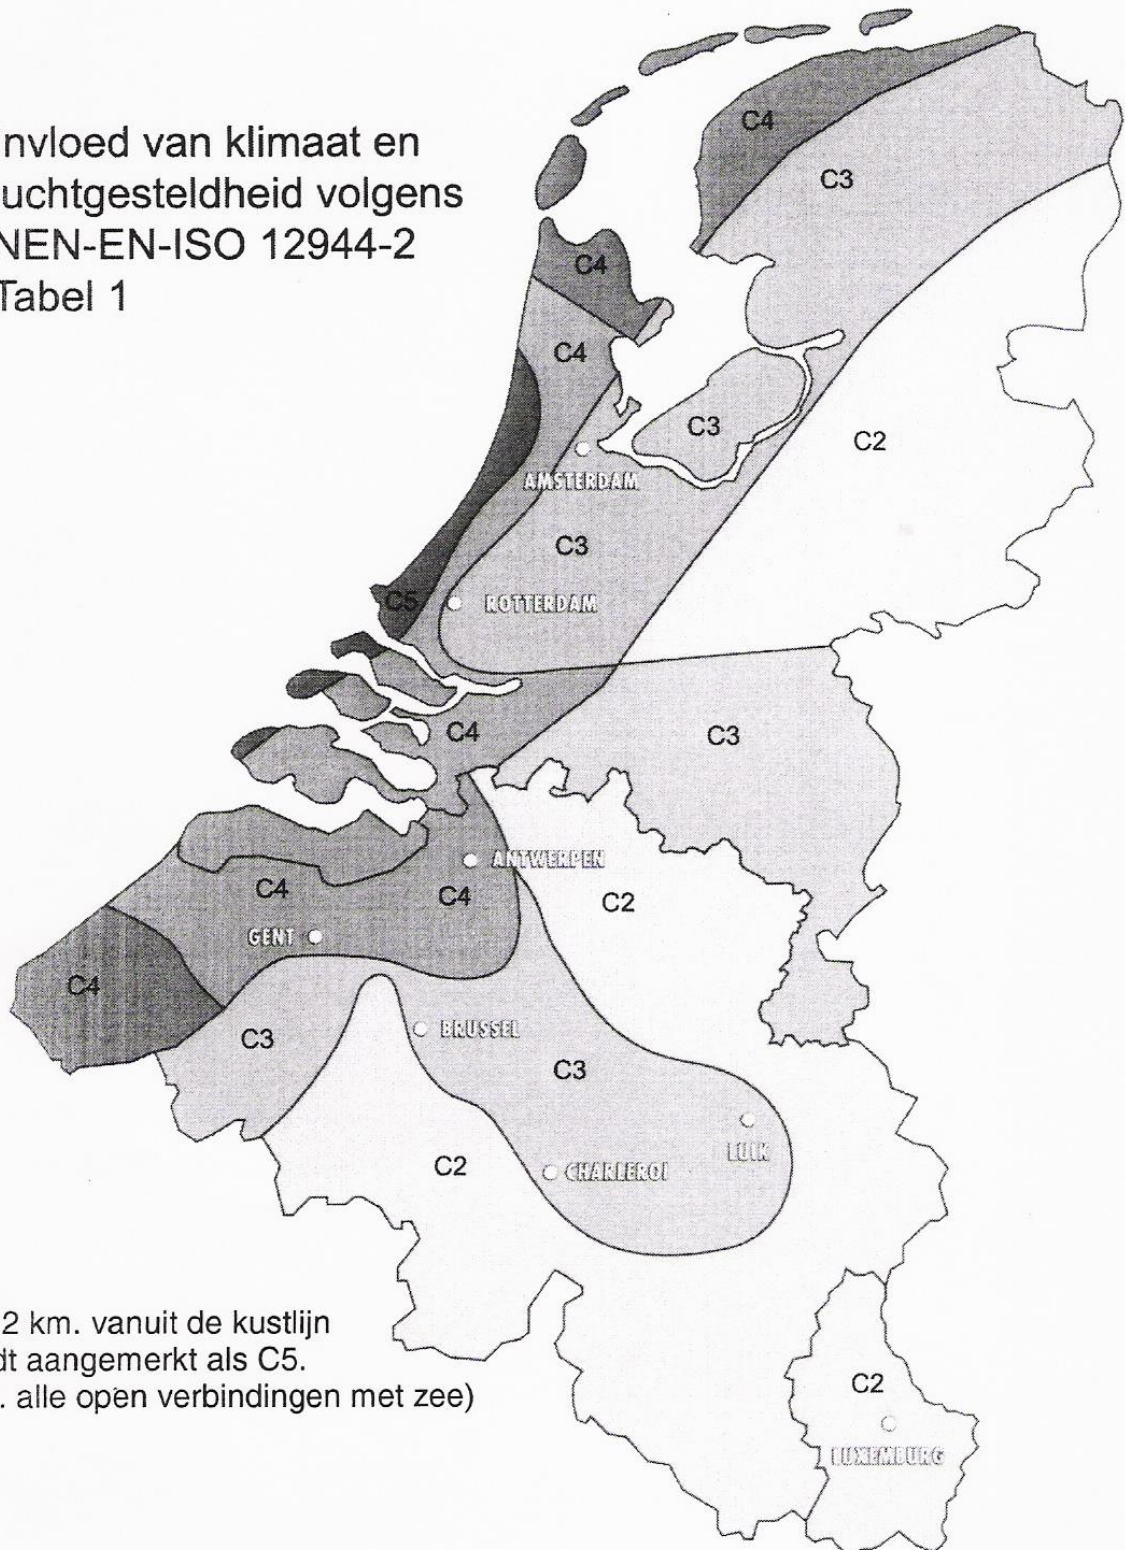 nvloed van klimaat en
uchtgesteldheid volgens
NEN-EN-ISO 12944-2
Tabel 1
C4
C3
C4
C4
C3
C2
AMSTERDAM
C3
C5
ROTTERDAM
C4
C3
ANTWERPEN
C4
C4
C2
GENT
C4
BRUSSEL
C3
C3
LUIK
C2
CHARLEROI
2 km. vanuit de kustlijn
dt aangemerkt als C5.
. alle open verbindingen met zee)
C2
LUXEMBURG